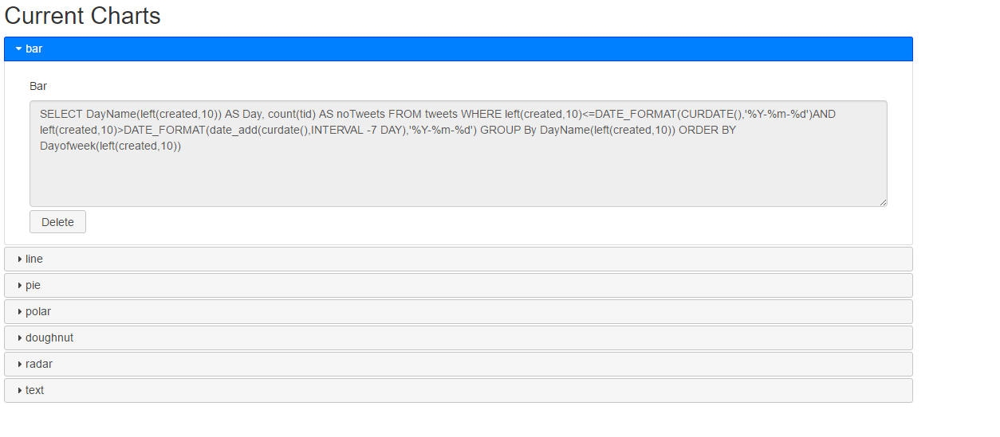 Current Charts
bar
Bar
SELECT DayName(left(created,10)) AS Day, count(tid) AS noTweets FROM tweets WHERE left(created,10)<=DATE_FORMAT(CURDATE(),'%Y-%m-%d')AND
left(created,10)>DATE_FORMAT(date_add(curdate(),INTERVAL -7 DAY),'%Y-%m-%d') GROUP By DayName(left(created,10)) ORDER BY
Dayofweek(left(created,10))
Delete
line
pie
polar
doughnut
radar
text